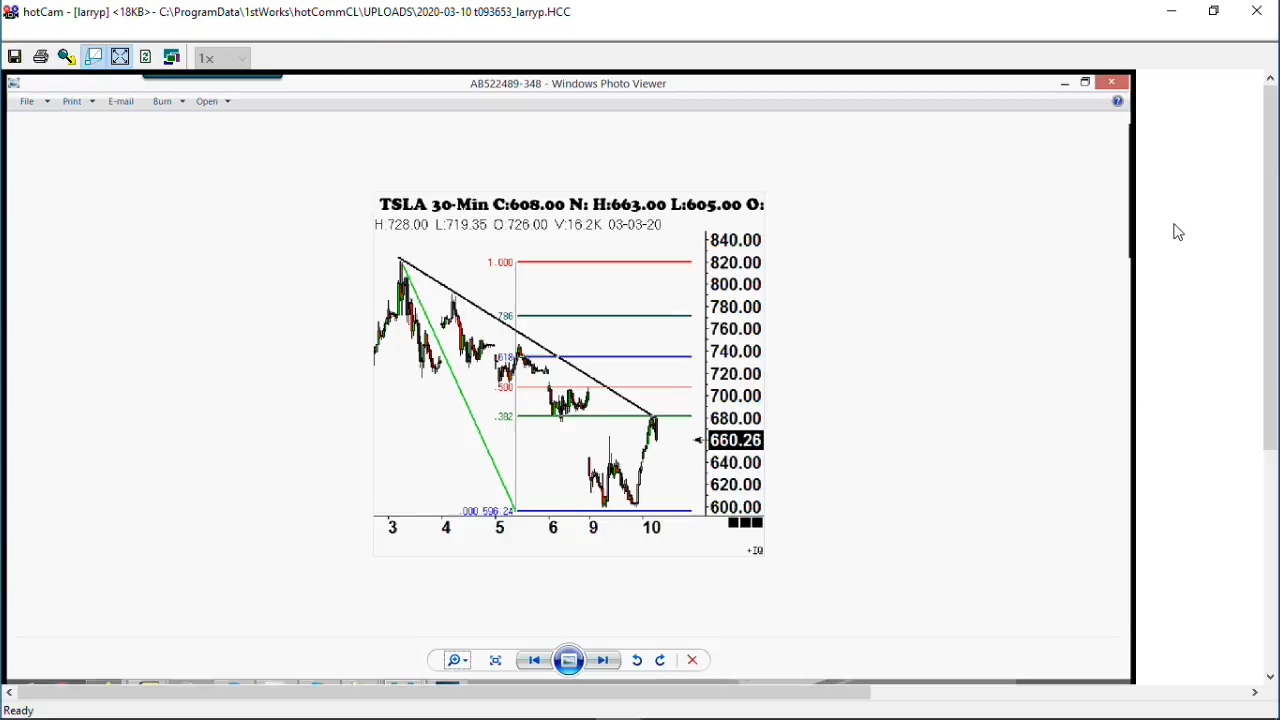 hotCam - [larryp] <18KB>- C:\ProgramData\1stWorks\hotCommCL\UPLOADS\2020-03-10 t093653_larryp.HCC
1x
AB522489-348 - Windows Photo Viewer
File Print E-mail Burn Open
TSLA 30-Min C:608.00 N: H:663.00 L:605.00 O:
H:728.00 L:719.35 O:726.00 V:16.2K 03-03-20
840.00
1.000
820.00
800.00
780.00
.786
760.00
740.00
.618
720.00
.500
700.00
.382
680.00
660.26
640.00
620.00
.000 596.24
600.00
3 4 5 6 9 10
+IQ
Ready